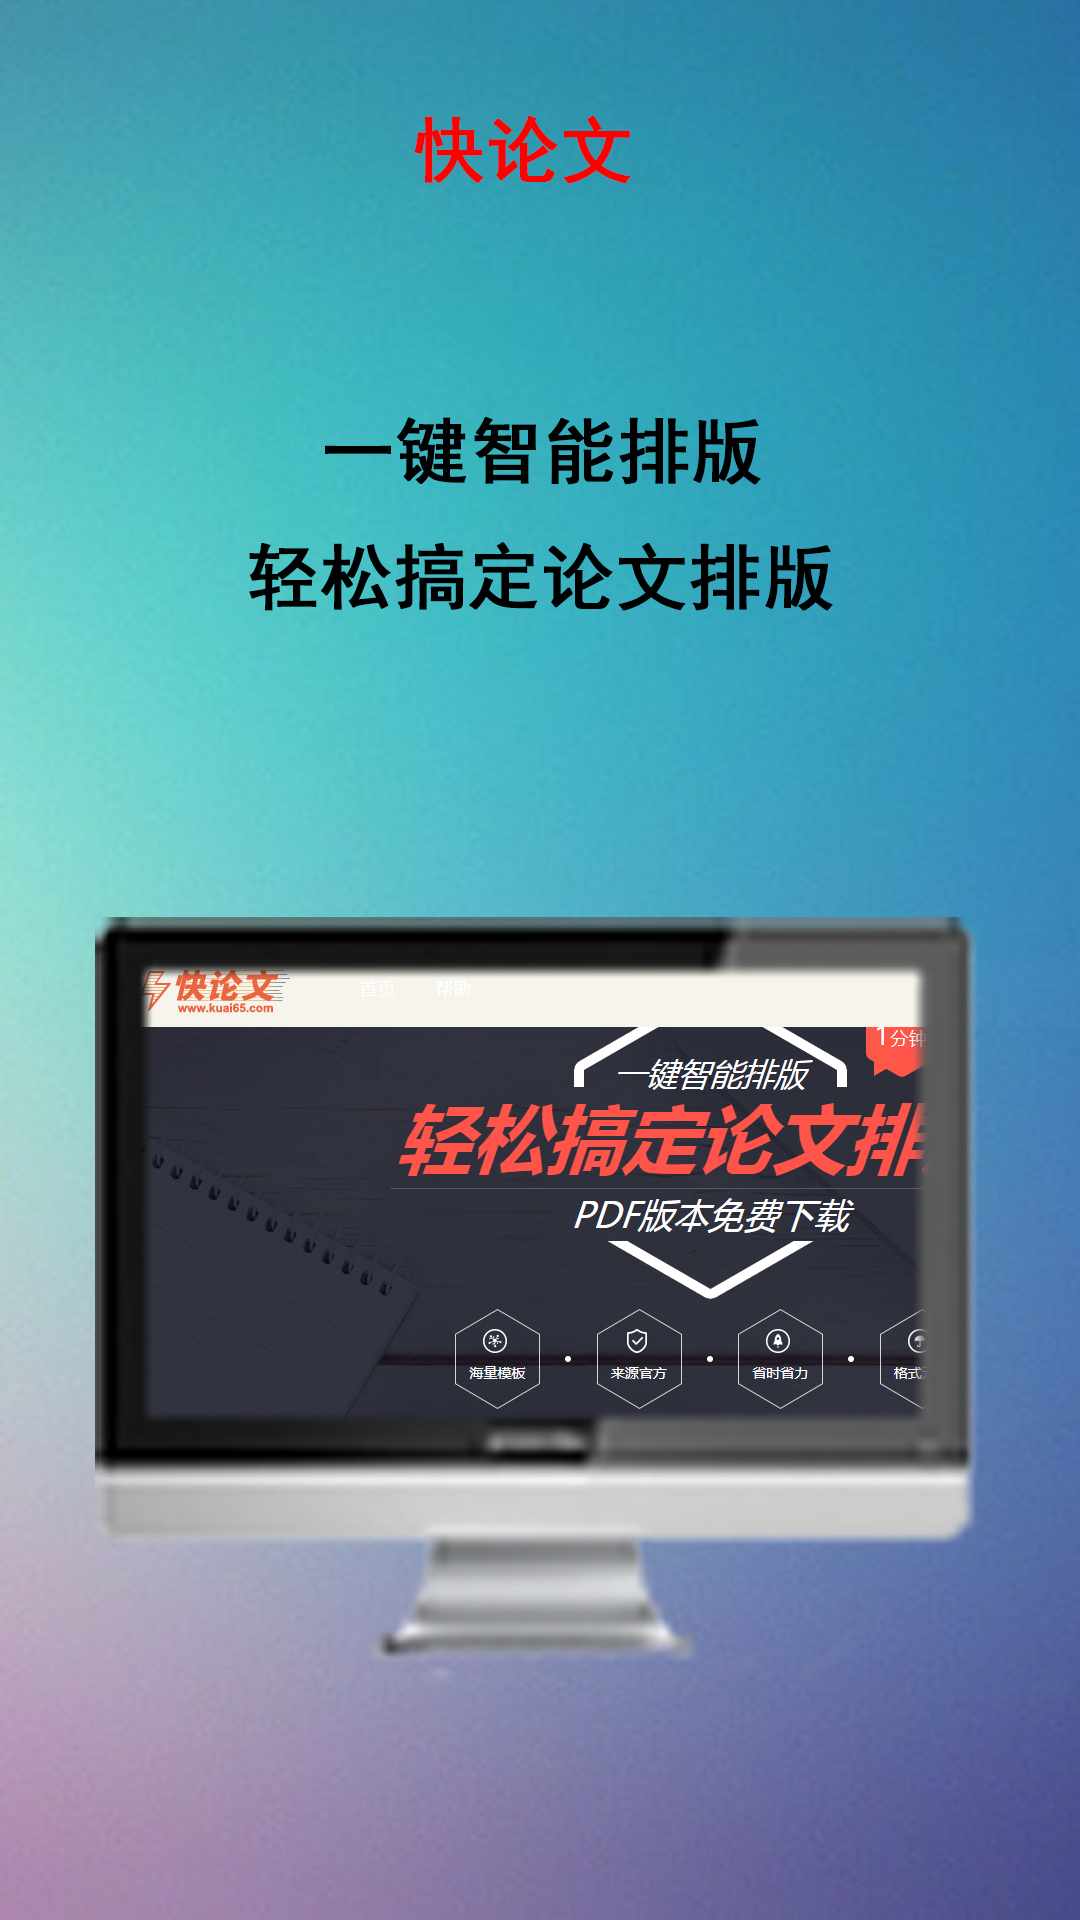 快论文
一键智能排版
轻松搞定论文排版
快论文
www.kuai65.com
首页 帮助
1分钟
一键智能排版
轻松搞定论文排
PDF版本免费下载
海量模板 来源官方 省时省力 格式